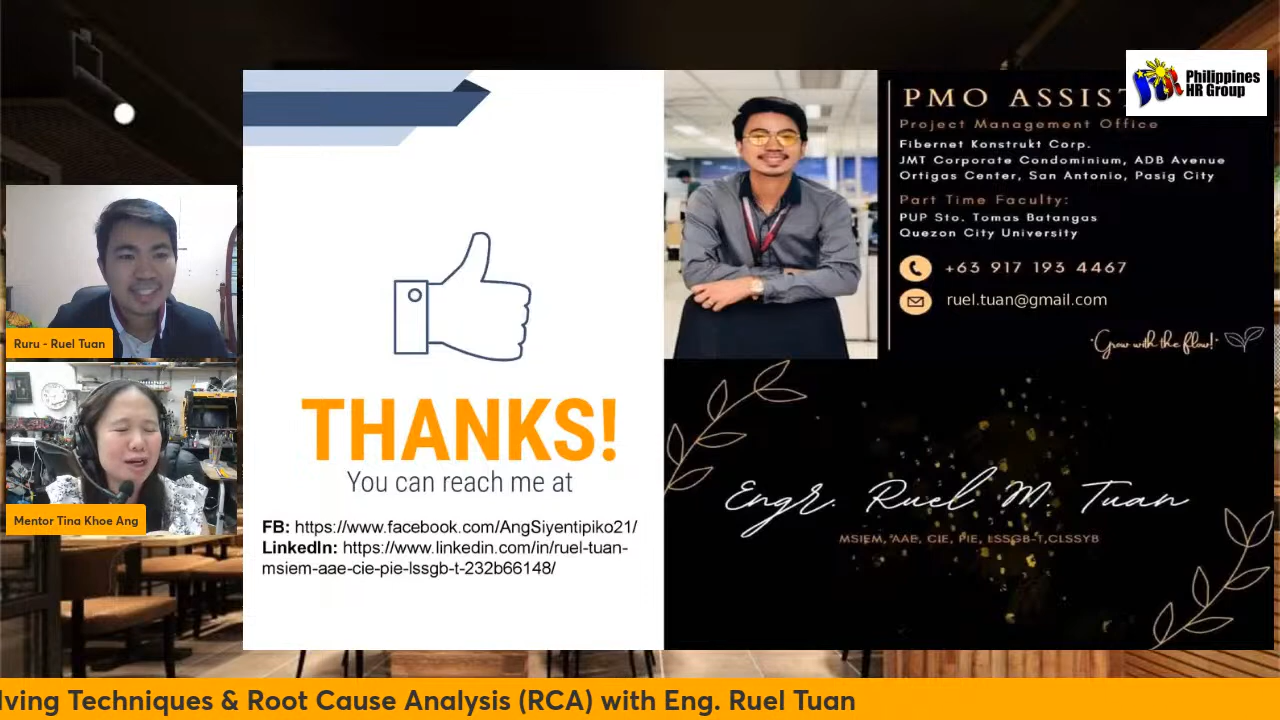 Philippines
HR Group
PMO ASSIST
Project Management Office
Fibernet Konstrukt Corp.
JMT Corporate Condominium, ADB Avenue
Ortigas Center, San Antonio, Pasig City
Part Time Faculty:
PUP Sto. Tomas Batangas
Quezon City University
+63 917 193 4467
ruel.tuan@gmail.com
"Grow with the flow!"
Ruru - Ruel Tuan
Mentor Tina Khoe Ang
THANKS!
You can reach me at
FB: https://www.facebook.com/AngSiyentipiko21/
LinkedIn: https://www.linkedin.com/in/ruel-tuan-
msiem-aae-cie-pie-lssgb-t-232b66148/
Engr. Ruel M. Tuan
MSIEM, AAE, CIE, PIE, LSSGB-T,CLSSYB
lving Techniques & Root Cause Analysis (RCA) with Eng. Ruel Tuan